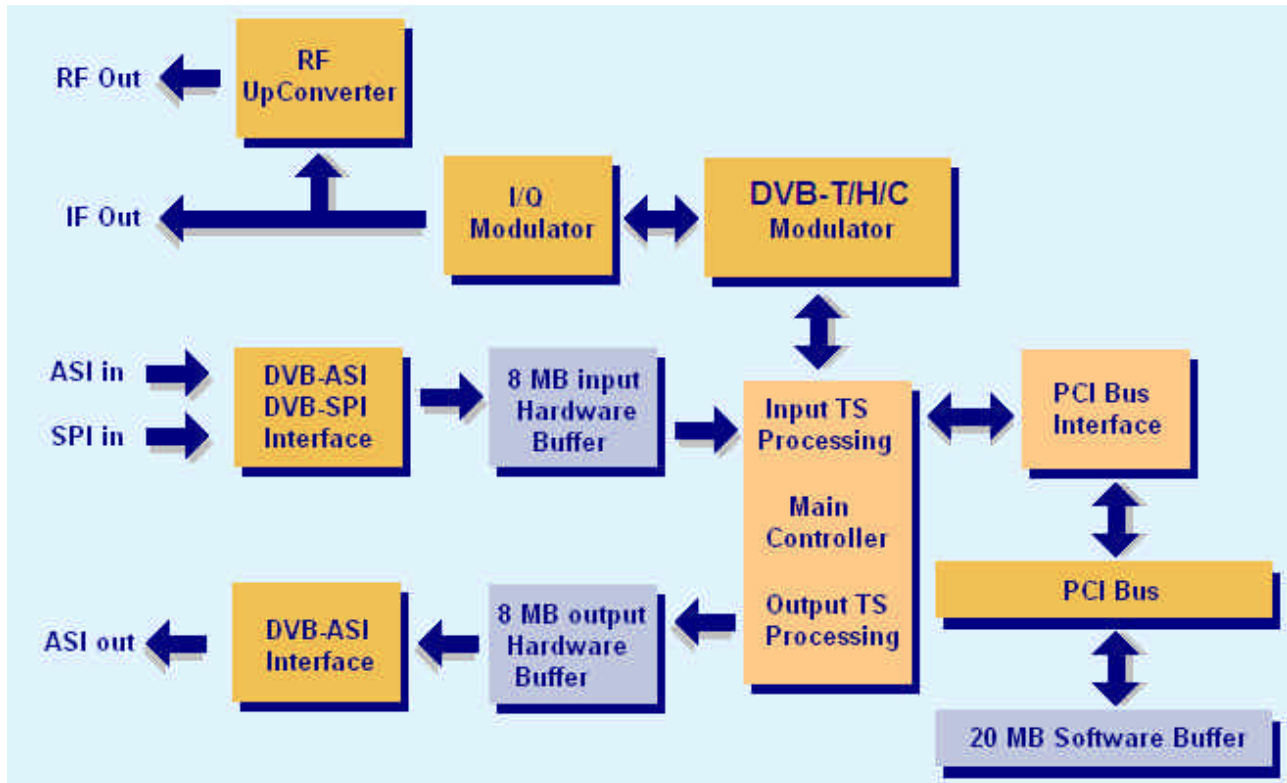 RF Out
RF
UpConverter
IF Out
I/Q
Modulator
DVB-T/H/C
Modulator
ASI in
SPI in
DVB-ASI
DVB-SPI
Interface
8 MB input
Hardware
Buffer
Input TS
Processing
Main
Controller
Output TS
Processing
PCI Bus
Interface
PCI Bus
20 MB Software Buffer
ASI out
DVB-ASI
Interface
8 MB output
Hardware
Buffer